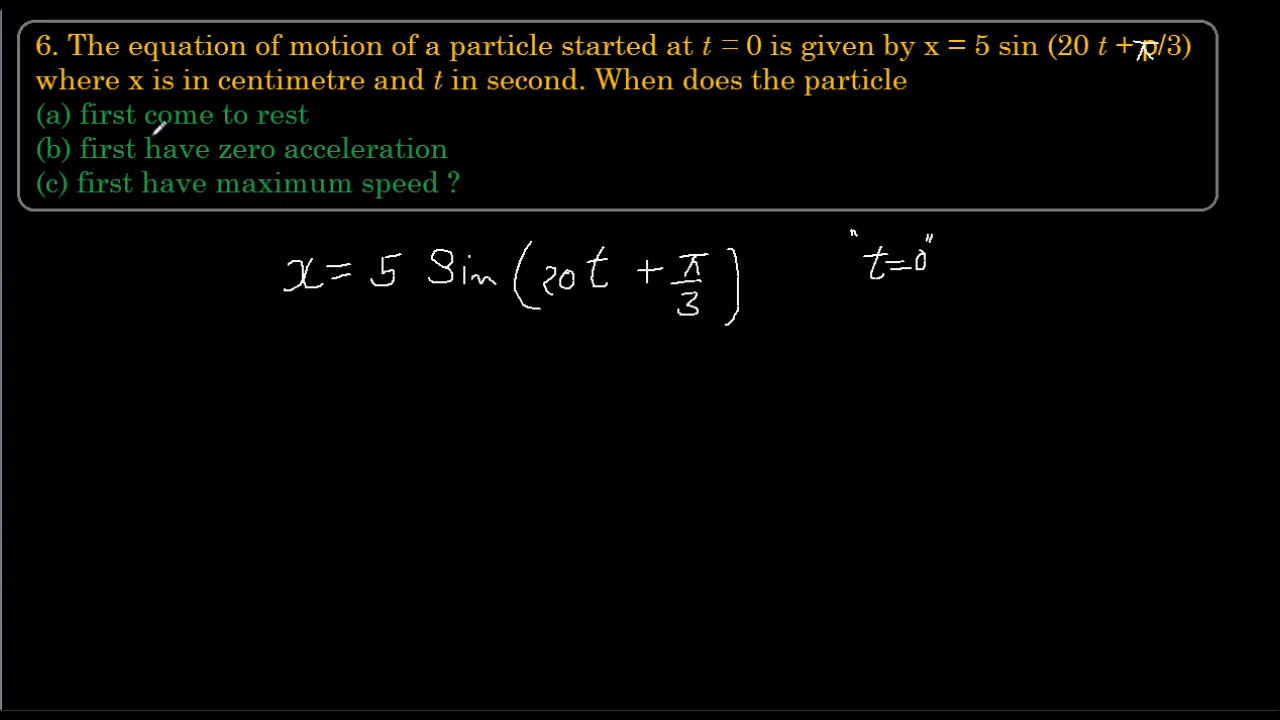 6. The equation of motion of a particle started at t = 0 is given by x = 5 sin (20 t + π/3)
where x is in centimetre and t in second. When does the particle
(a) first come to rest
(b) first have zero acceleration
(c) first have maximum speed ?
x = 5 Sin (20t + π/3) "t=0"